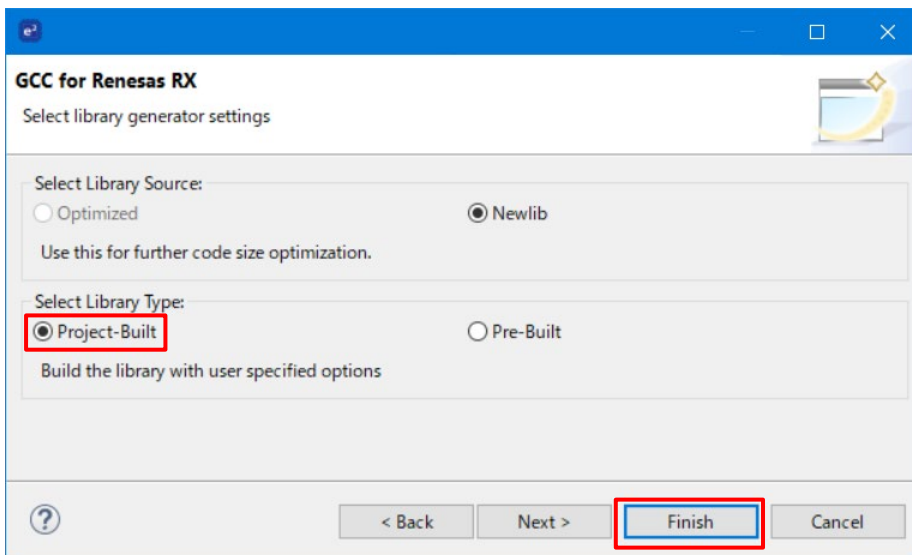 e²
GCC for Renesas RX
Select library generator settings
Select Library Source:
Optimized Newlib
Use this for further code size optimization.
Select Library Type:
Project-Built Pre-Built
Build the library with user specified options
? < Back Next > Finish Cancel